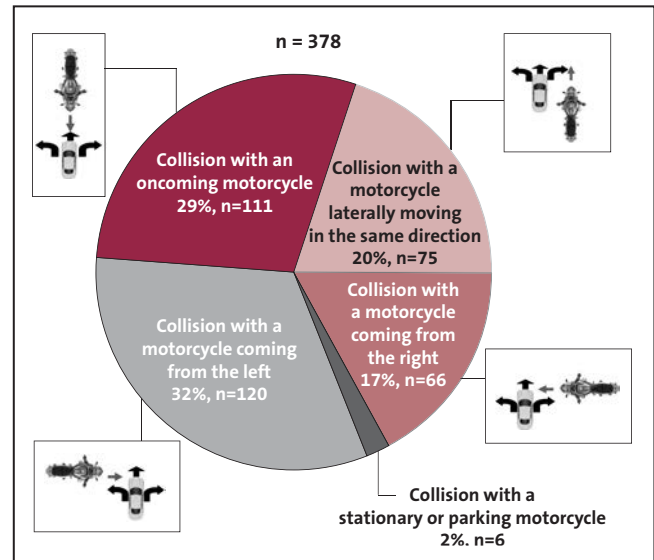 n = 378
Collision with an
oncoming motorcycle
29%, n=111
Collision with a
motorcycle
laterally moving
in the same direction
20%, n=75
Collision with
a motorcycle
coming from
the right
17%, n=66
Collision with a
motorcycle coming
from the left
32%, n=120
Collision with a
stationary or parking motorcycle
2%. n=6